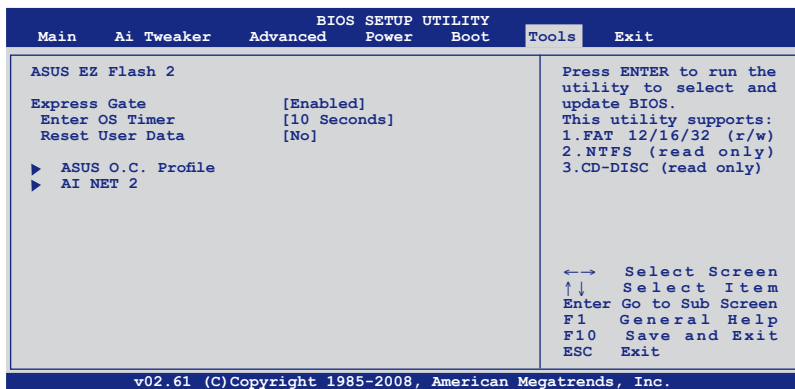 BIOS SETUP UTILITY
Main Ai Tweaker Advanced Power Boot Tools Exit
ASUS EZ Flash 2
Express Gate [Enabled]
Enter OS Timer [10 Seconds]
Reset User Data [No]
▶ ASUS O.C. Profile
▶ AI NET 2
Press ENTER to run the
utility to select and
update BIOS.
This utility supports:
1.FAT 12/16/32 (r/w)
2.NTFS (read only)
3.CD-DISC (read only)
←→ Select Screen
↑↓ Select Item
Enter Go to Sub Screen
F1 General Help
F10 Save and Exit
ESC Exit
v02.61 (C)Copyright 1985-2008, American Megatrends, Inc.